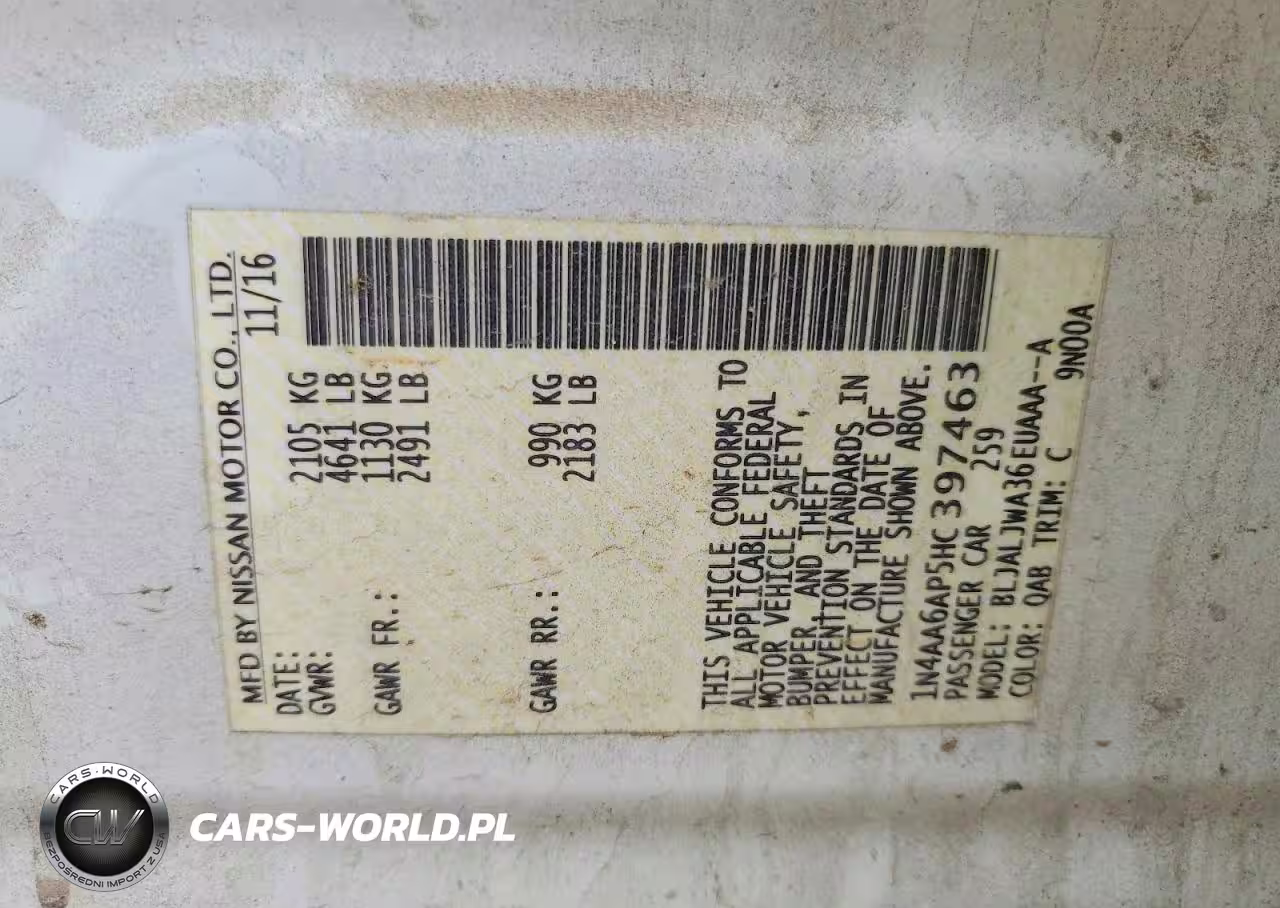 MFD BY NISSAN MOTOR CO., LTD.
DATE: 11/16
GVWR: 2105 KG
4641 LB
GAWR FR.: 1130 KG
2491 LB
GAWR RR.: 990 KG
2183 LB
THIS VEHICLE CONFORMS TO
ALL APPLICABLE FEDERAL
MOTOR VEHICLE SAFETY,
BUMPER, AND THEFT
PREVENTION STANDARDS IN
EFFECT ON THE DATE OF
MANUFACTURE SHOWN ABOVE.
1N4AA6AP5HC397463
PASSENGER CAR 259
MODEL: BLJALJWA36EUAAA--A
COLOR: QAB TRIM: C 9N00A
CARS-WORLD
CW
BEZPOŚREDNI IMPORT Z USA
CARS-WORLD.PL